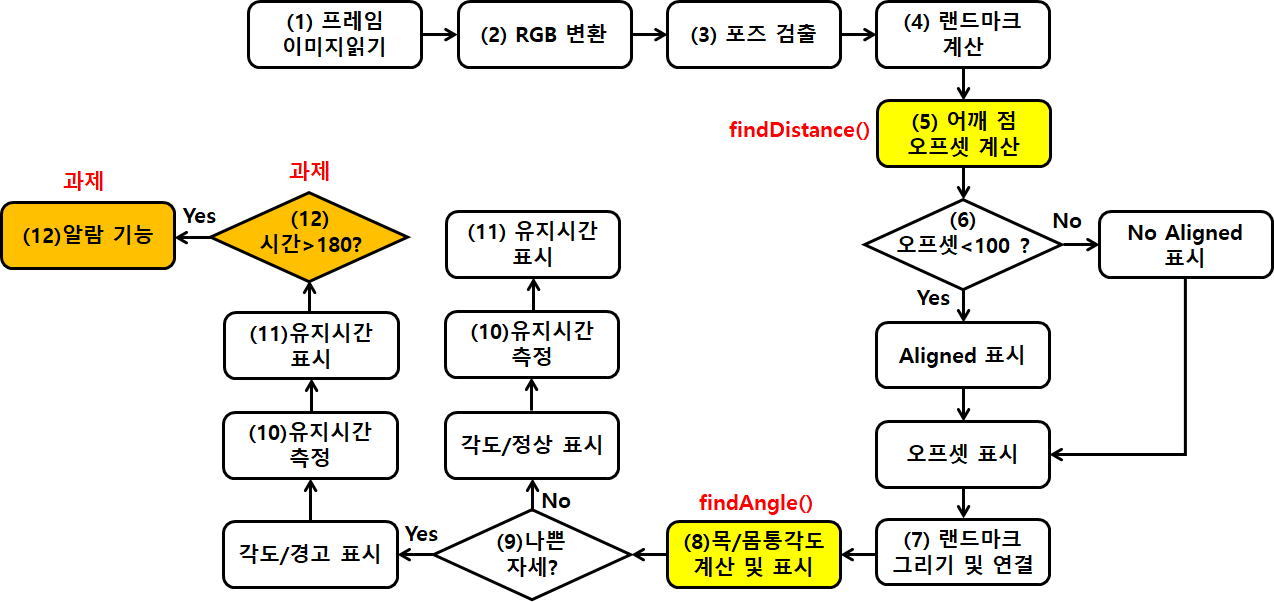 (1) 프레임
이미지읽기
(2) RGB 변환
(3) 포즈 검출
(4) 랜드마크
계산
findDistance()
(5) 어깨 점
오프셋 계산
(6)
오프셋<100 ?
No
No Aligned
표시
Yes
Aligned 표시
오프셋 표시
(7) 랜드마크
그리기 및 연결
findAngle()
(8)목/몸통각도
계산 및 표시
(9)나쁜
자세?
No
각도/정상 표시
(10)유지시간
측정
(11) 유지시간
표시
Yes
각도/경고 표시
(10)유지시간
측정
(11)유지시간
표시
과제
(12)
시간>180?
Yes
과제
(12)알람 기능